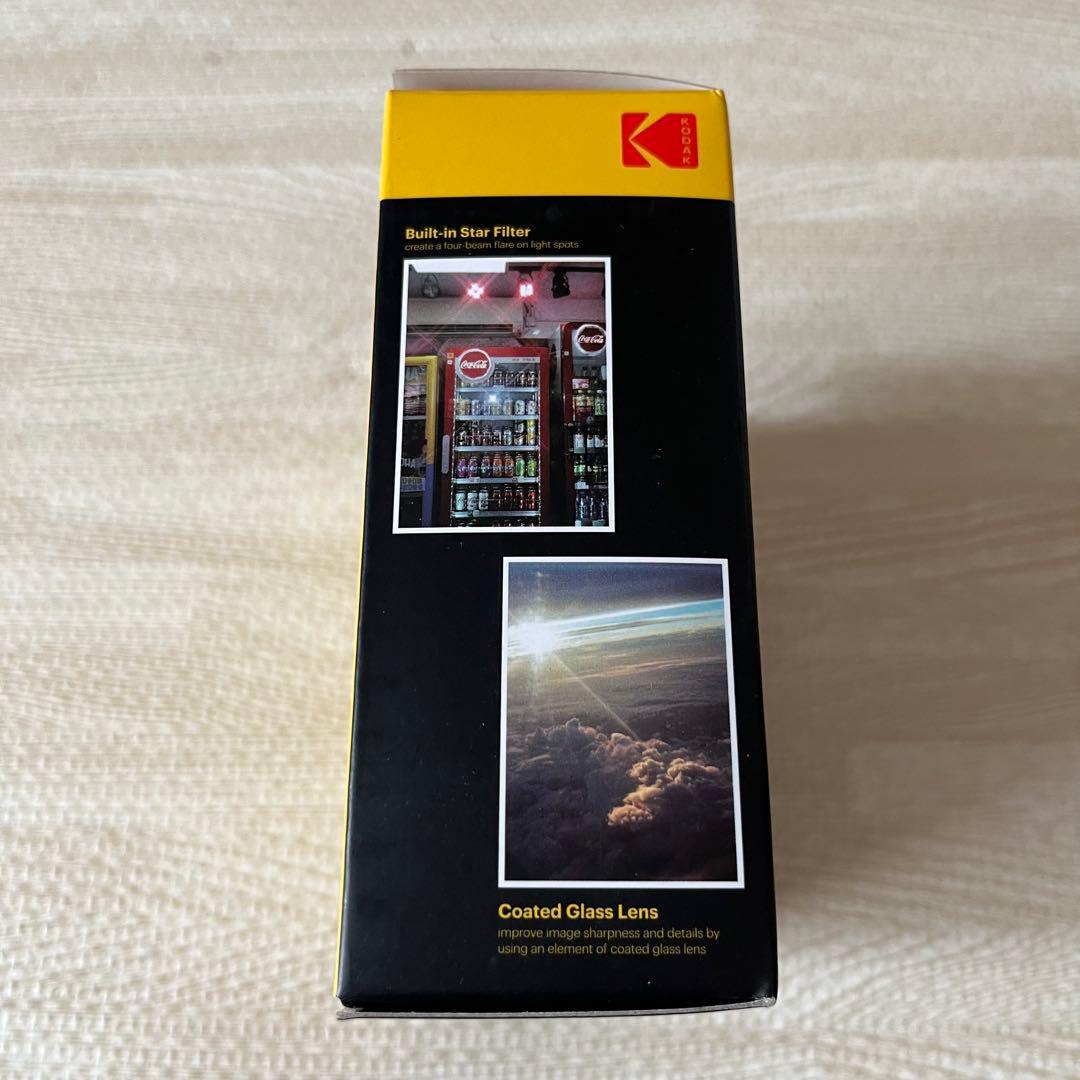 KODAK
Built-in Star Filter
create a four-beam flare on light spots
Coca-Cola
Coca-Cola
Coated Glass Lens
improve image sharpness and details by
using an element of coated glass lens